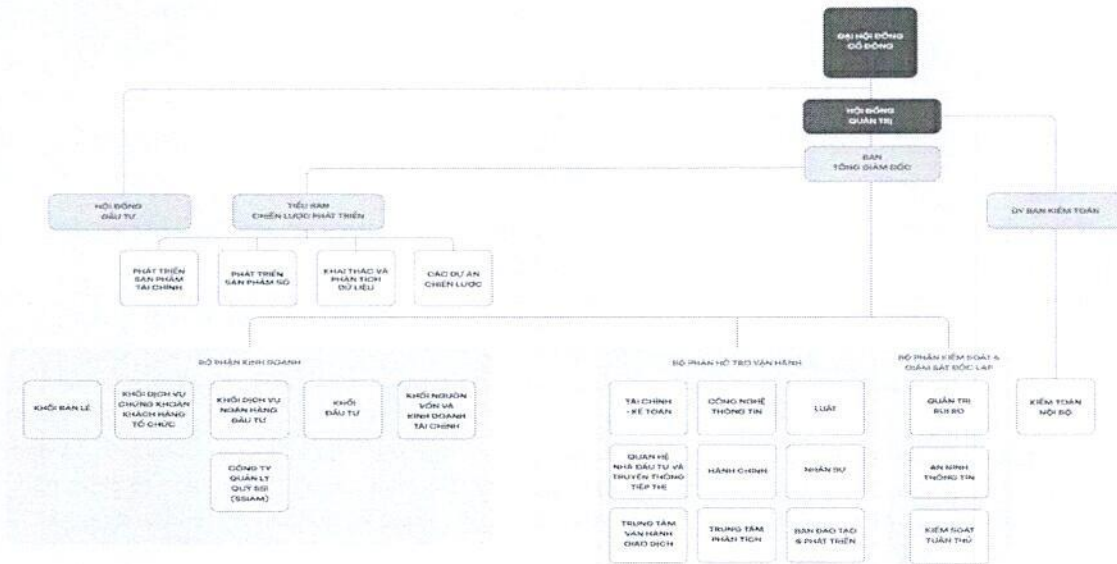 ĐẠI HỘI ĐỒNG
CỔ ĐÔNG
HỘI ĐỒNG
QUẢN TRỊ
BAN
TỔNG GIÁM ĐỐC
HỘI ĐỒNG
ĐẦU TƯ
TIỂU BAN
CHIẾN LƯỢC PHÁT TRIỂN
ỦY BAN KIỂM TOÁN
PHÁT TRIỂN
SẢN PHẨM
TÀI CHÍNH
PHÁT TRIỂN
SẢN PHẨM SỐ
KHAI THÁC VÀ
PHÂN TÍCH
DỮ LIỆU
CÁC DỰ ÁN
CHIẾN LƯỢC
BỘ PHẬN KINH DOANH
KHỐI BÁN LẺ
KHỐI DỊCH VỤ
CHỨNG KHOÁN
KHÁCH HÀNG
TỔ CHỨC
KHỐI DỊCH VỤ
NGÂN HÀNG
ĐẦU TƯ
KHỐI
ĐẦU TƯ
KHỐI NGUỒN
VỐN VÀ
KINH DOANH
TÀI CHÍNH
CÔNG TY
QUẢN LÝ
QUỸ SSI
(SSIAM)
BỘ PHẬN HỖ TRỢ VẬN HÀNH
TÀI CHÍNH
- KẾ TOÁN
CÔNG NGHỆ
THÔNG TIN
LUẬT
QUAN HỆ
NHÀ ĐẦU TƯ VÀ
TRUYỀN THÔNG
TIẾP THỊ
HÀNH CHÍNH
NHÂN SỰ
TRUNG TÂM
VẬN HÀNH
GIAO DỊCH
TRUNG TÂM
PHÂN TÍCH
BAN ĐÀO TẠO
& PHÁT TRIỂN
BỘ PHẬN KIỂM SOÁT &
GIÁM SÁT ĐỘC LẬP
QUẢN TRỊ
RỦI RO
AN NINH
THÔNG TIN
KIỂM SOÁT
TUÂN THỦ
KIỂM TOÁN
NỘI BỘ